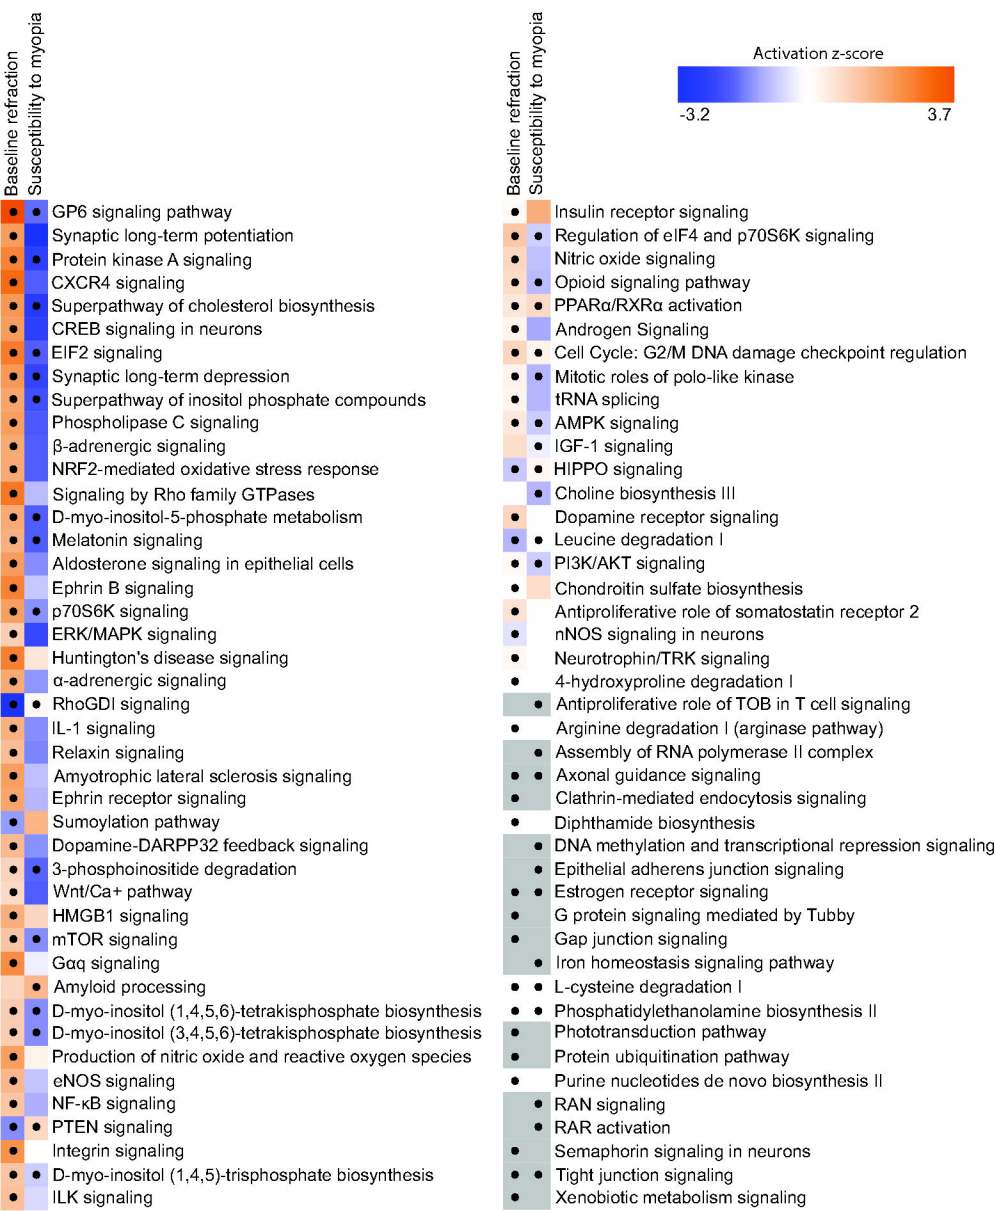 Baseline refraction
Susceptibility to myopia
GP6 signaling pathway
Synaptic long-term potentiation
Protein kinase A signaling
CXCR4 signaling
Superpathway of cholesterol biosynthesis
CREB signaling in neurons
EIF2 signaling
Synaptic long-term depression
Superpathway of inositol phosphate compounds
Phospholipase C signaling
β-adrenergic signaling
NRF2-mediated oxidative stress response
Signaling by Rho family GTPases
D-myo-inositol-5-phosphate metabolism
Melatonin signaling
Aldosterone signaling in epithelial cells
Ephrin B signaling
p70S6K signaling
ERK/MAPK signaling
Huntington's disease signaling
α-adrenergic signaling
RhoGDI signaling
IL-1 signaling
Relaxin signaling
Amyotrophic lateral sclerosis signaling
Ephrin receptor signaling
Sumoylation pathway
Dopamine-DARPP32 feedback signaling
3-phosphoinositide degradation
Wnt/Ca+ pathway
HMGB1 signaling
mTOR signaling
Gαq signaling
Amyloid processing
D-myo-inositol (1,4,5,6)-tetrakisphosphate biosynthesis
D-myo-inositol (3,4,5,6)-tetrakisphosphate biosynthesis
Production of nitric oxide and reactive oxygen species
eNOS signaling
NF-κB signaling
PTEN signaling
Integrin signaling
D-myo-inositol (1,4,5)-trisphosphate biosynthesis
ILK signaling
Baseline refraction
Susceptibility to myopia
Activation z-score
-3.2
3.7
Insulin receptor signaling
Regulation of eIF4 and p70S6K signaling
Nitric oxide signaling
Opioid signaling pathway
PPARα/RXRα activation
Androgen Signaling
Cell Cycle: G2/M DNA damage checkpoint regulation
Mitotic roles of polo-like kinase
tRNA splicing
AMPK signaling
IGF-1 signaling
HIPPO signaling
Choline biosynthesis III
Dopamine receptor signaling
Leucine degradation I
PI3K/AKT signaling
Chondroitin sulfate biosynthesis
Antiproliferative role of somatostatin receptor 2
nNOS signaling in neurons
Neurotrophin/TRK signaling
4-hydroxyproline degradation I
Antiproliferative role of TOB in T cell signaling
Arginine degradation I (arginase pathway)
Assembly of RNA polymerase II complex
Axonal guidance signaling
Clathrin-mediated endocytosis signaling
Diphthamide biosynthesis
DNA methylation and transcriptional repression signaling
Epithelial adherens junction signaling
Estrogen receptor signaling
G protein signaling mediated by Tubby
Gap junction signaling
Iron homeostasis signaling pathway
L-cysteine degradation I
Phosphatidylethanolamine biosynthesis II
Phototransduction pathway
Protein ubiquitination pathway
Purine nucleotides de novo biosynthesis II
RAN signaling
RAR activation
Semaphorin signaling in neurons
Tight junction signaling
Xenobiotic metabolism signaling